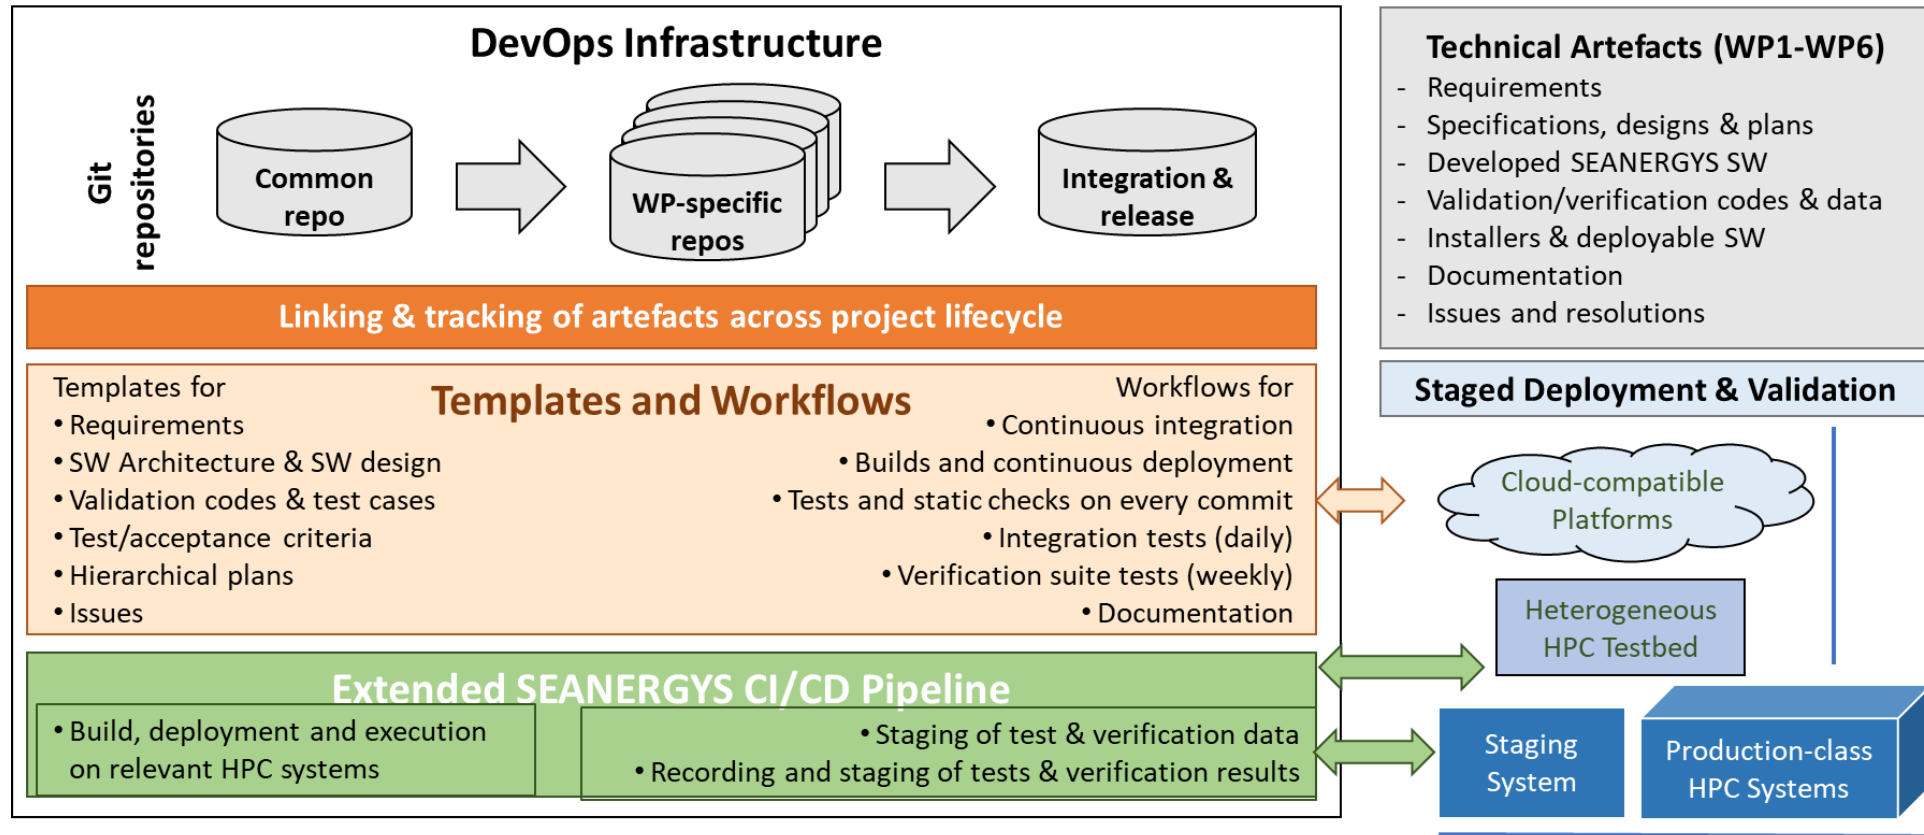 DevOps Infrastructure
Git
repositories
Common
repo
WP-specific
repos
Integration &
release
Linking & tracking of artefacts across project lifecycle
Templates and Workflows
Templates for
• Requirements
• SW Architecture & SW design
• Validation codes & test cases
• Test/acceptance criteria
• Hierarchical plans
• Issues
Workflows for
• Continuous integration
• Builds and continuous deployment
• Tests and static checks on every commit
• Integration tests (daily)
• Verification suite tests (weekly)
• Documentation
Extended SEANERGYS CI/CD Pipeline
• Build, deployment and execution
on relevant HPC systems
• Staging of test & verification data
• Recording and staging of tests & verification results
Technical Artefacts (WP1-WP6)
- Requirements
- Specifications, designs & plans
- Developed SEANERGYS SW
- Validation/verification codes & data
- Installers & deployable SW
- Documentation
- Issues and resolutions
Staged Deployment & Validation
Cloud-compatible
Platforms
Heterogeneous
HPC Testbed
Staging
System
Production-class
HPC Systems